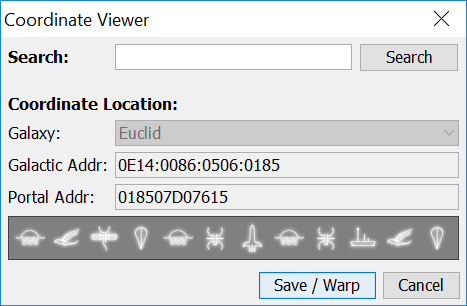 Coordinate Viewer
Search: Search
Coordinate Location:
Galaxy: Euclid
Galactic Addr: 0E14:0086:0506:0185
Portal Addr: 018507D07615
Save / Warp Cancel